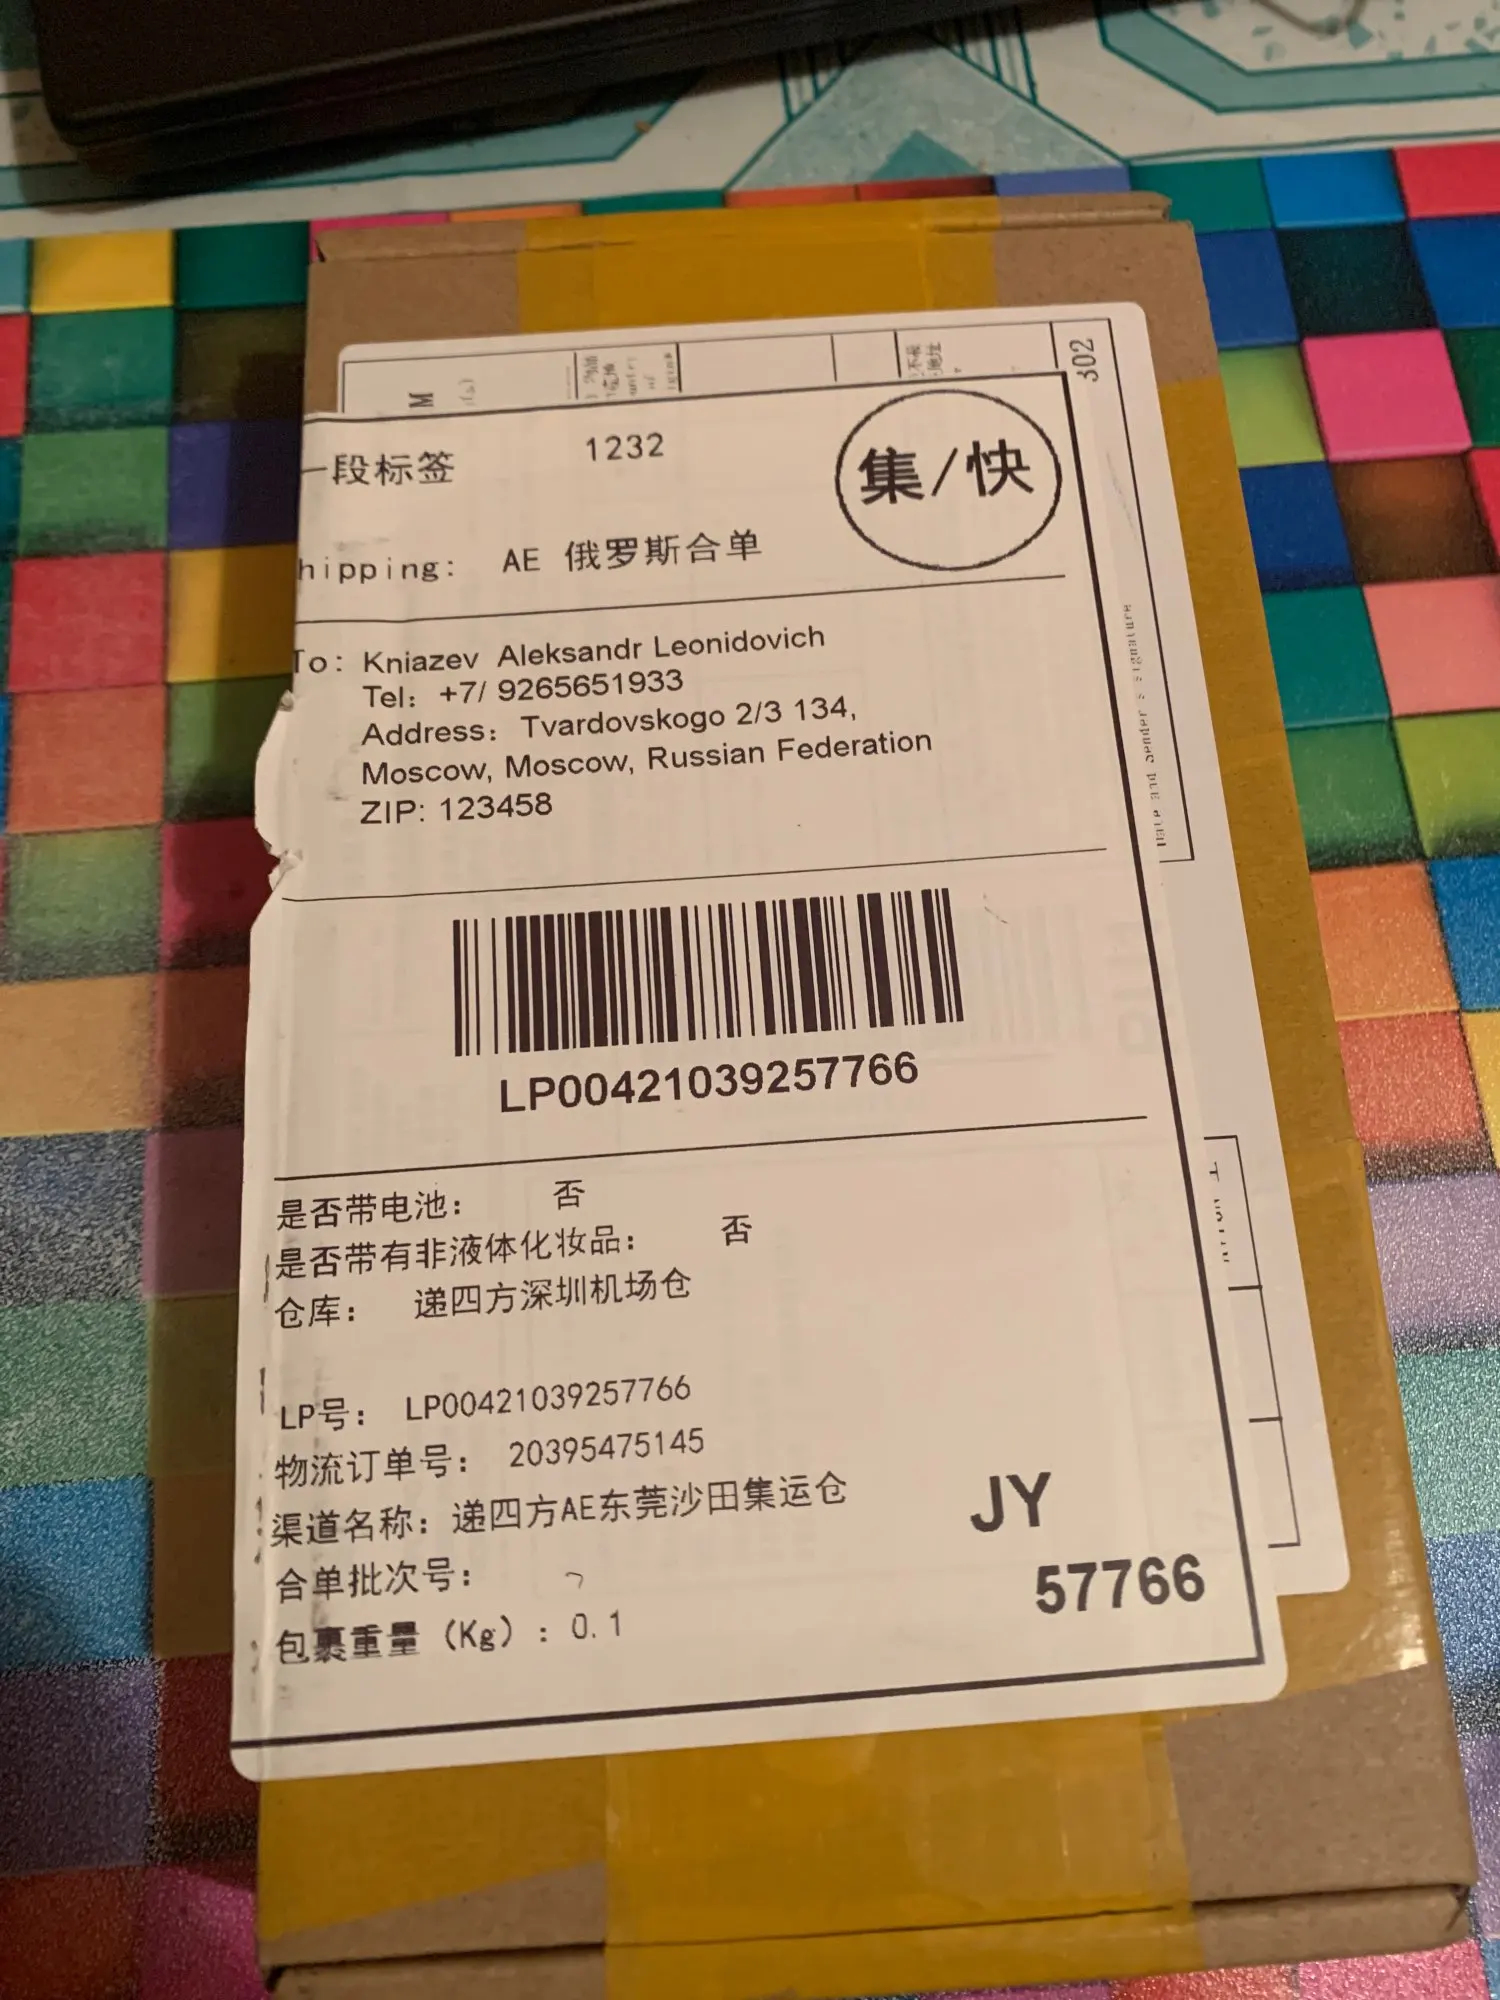 M
302
一段标签
1232
集/快
hipping: AE 俄罗斯合单
To: Kniazev Aleksandr Leonidovich
Tel: +7/ 9265651933
Address: Tvardovskogo 2/3 134,
Moscow, Moscow, Russian Federation
ZIP: 123458
Date and sender's signature
LP00421039257766
是否带电池: 否
是否带有非液体化妆品: 否
仓库: 递四方深圳机场仓
LP号: LP00421039257766
物流订单号: 20395475145
渠道名称: 递四方AE东莞沙田集运仓
合单批次号:
包裹重量 (Kg) : 0.1
JY
57766